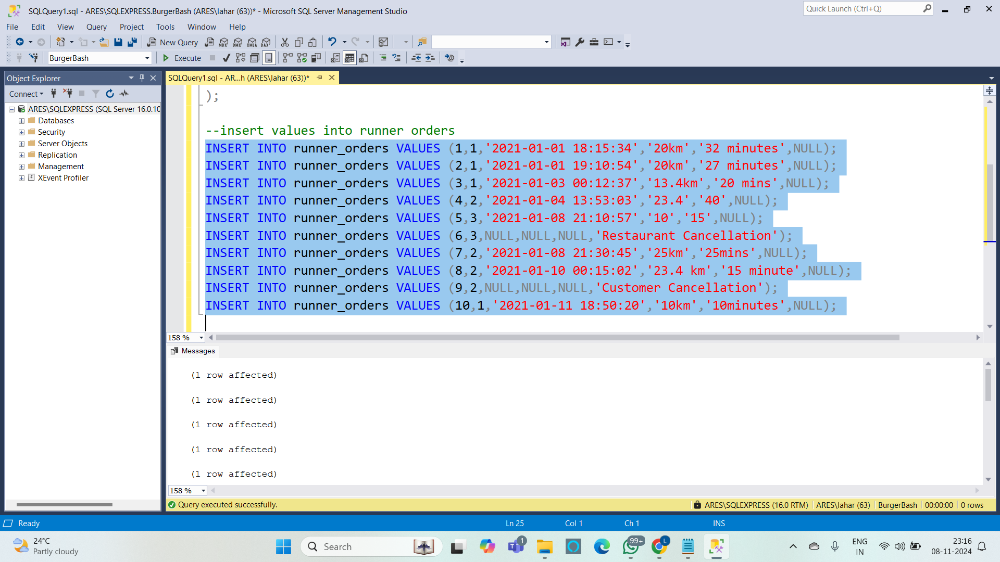 SQLQuery1.sql - ARES\SQLEXPRESS.BurgerBash (ARES\lahar (63))* - Microsoft SQL Server Management Studio
Quick Launch (Ctrl+Q)
File Edit View Query Project Tools Window Help
New Query MDX DMX XMLA DAX
BurgerBash Execute
Object Explorer
SQLQuery1.sql - AR...h (ARES\lahar (63))*
Connect
ARES\SQLEXPRESS (SQL Server 16.0.10
Databases
Security
Server Objects
Replication
Management
XEvent Profiler
);
--insert values into runner orders
INSERT INTO runner_orders VALUES (1,1,'2021-01-01 18:15:34','20km','32 minutes',NULL);
INSERT INTO runner_orders VALUES (2,1,'2021-01-01 19:10:54','20km','27 minutes',NULL);
INSERT INTO runner_orders VALUES (3,1,'2021-01-03 00:12:37','13.4km','20 mins',NULL);
INSERT INTO runner_orders VALUES (4,2,'2021-01-04 13:53:03','23.4','40',NULL);
INSERT INTO runner_orders VALUES (5,3,'2021-01-08 21:10:57','10','15',NULL);
INSERT INTO runner_orders VALUES (6,3,NULL,NULL,NULL,'Restaurant Cancellation');
INSERT INTO runner_orders VALUES (7,2,'2021-01-08 21:30:45','25km','25mins',NULL);
INSERT INTO runner_orders VALUES (8,2,'2021-01-10 00:15:02','23.4 km','15 minute',NULL);
INSERT INTO runner_orders VALUES (9,2,NULL,NULL,NULL,'Customer Cancellation');
INSERT INTO runner_orders VALUES (10,1,'2021-01-11 18:50:20','10km','10minutes',NULL);
158 %
Messages
(1 row affected)
(1 row affected)
(1 row affected)
(1 row affected)
(1 row affected)
158 %
Query executed successfully. ARES\SQLEXPRESS (16.0 RTM) ARES\lahar (63) BurgerBash 00:00:00 0 rows
Ready Ln 25 Col 1 Ch 1 INS
24°C
Partly cloudy
Search
1
99+
L
ENG
IN
23:16
08-11-2024